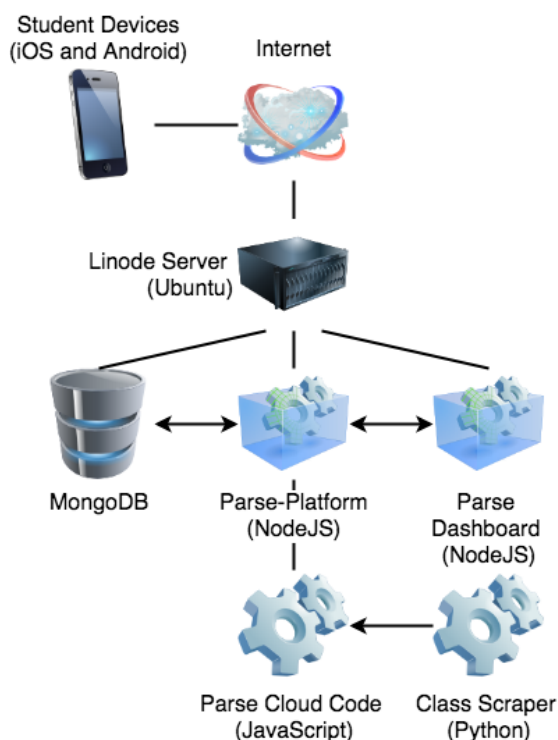 Student Devices
(iOS and Android)
Internet
Linode Server
(Ubuntu)
MongoDB
Parse-Platform
(NodeJS)
Parse
Dashboard
(NodeJS)
Parse Cloud Code
(JavaScript)
Class Scraper
(Python)